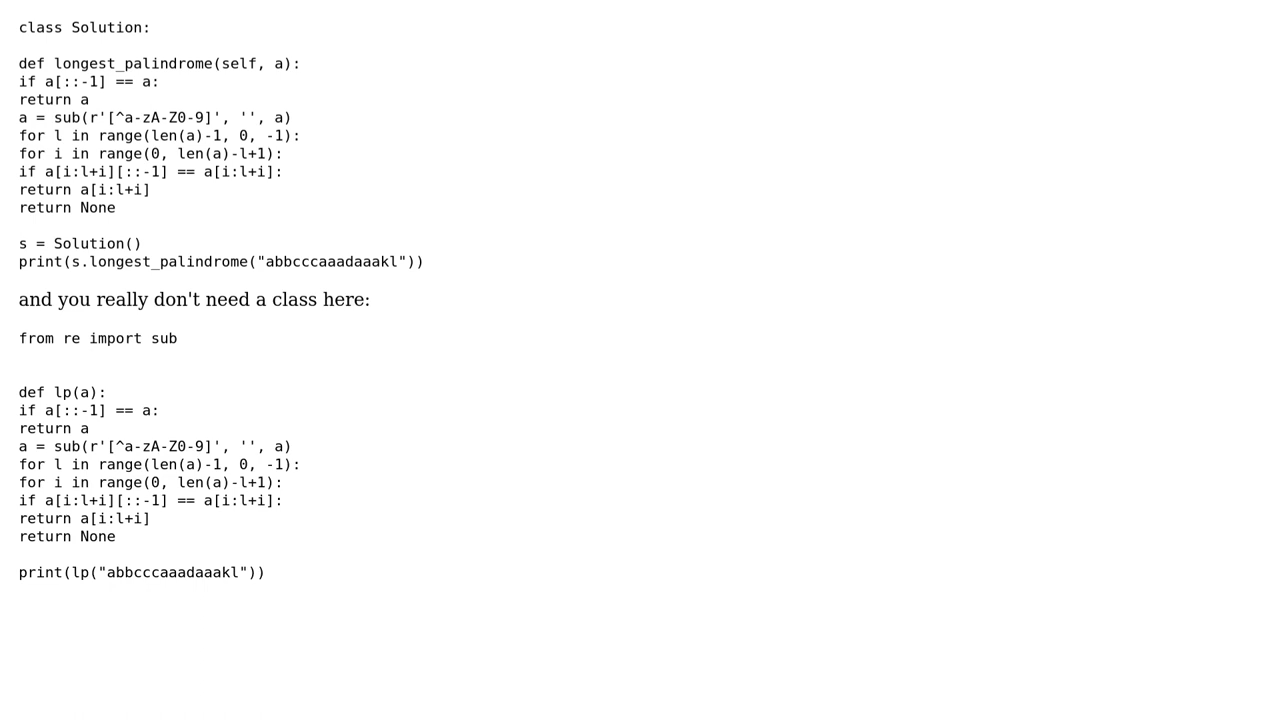 class Solution:
def longest_palindrome(self, a):
if a[::-1] == a:
return a
a = sub(r'[^a-zA-Z0-9]', '', a)
for l in range(len(a)-1, 0, -1):
for i in range(0, len(a)-l+1):
if a[i:l+i][::-1] == a[i:l+i]:
return a[i:l+i]
return None
s = Solution()
print(s.longest_palindrome("abbcccaaadaaakl"))
and you really don't need a class here:
from re import sub
def lp(a):
if a[::-1] == a:
return a
a = sub(r'[^a-zA-Z0-9]', '', a)
for l in range(len(a)-1, 0, -1):
for i in range(0, len(a)-l+1):
if a[i:l+i][::-1] == a[i:l+i]:
return a[i:l+i]
return None
print(lp("abbcccaaadaaakl"))